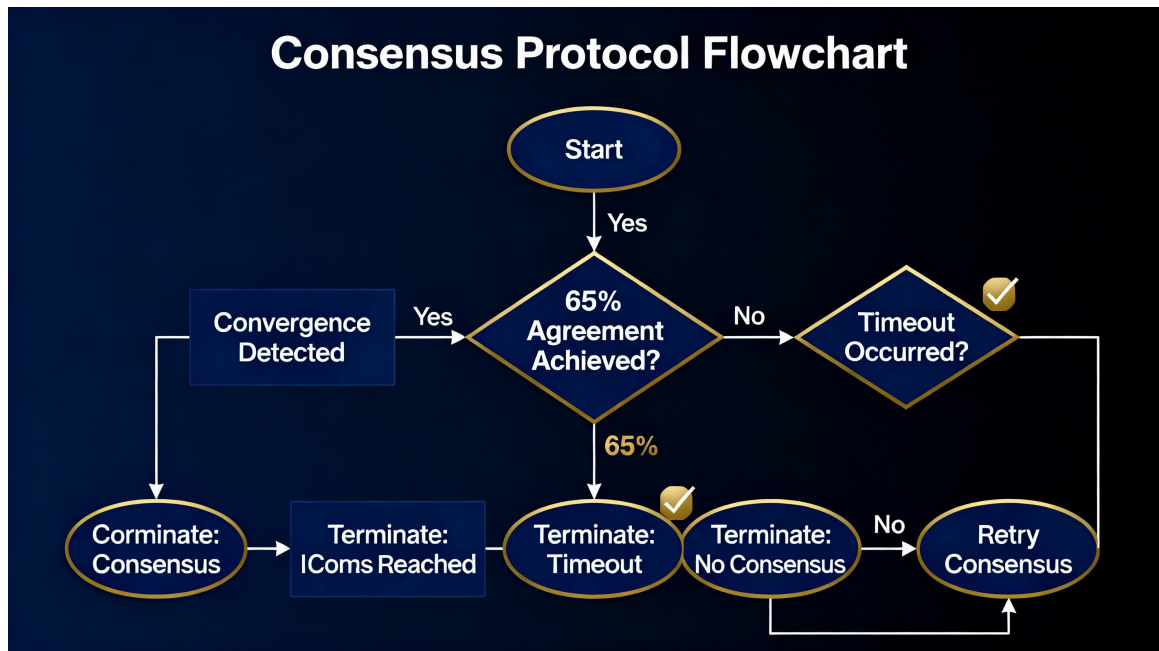 Consensus Protocol Flowchart
Start
Yes
Convergence
Detected
Yes
65%
Agreement
Achieved?
No
Timeout
Occurred?
65%
Corminate:
Consensus
Terminate:
IComs Reached
Terminate:
Timeout
Terminate:
No Consensus
No
Retry
Consensus